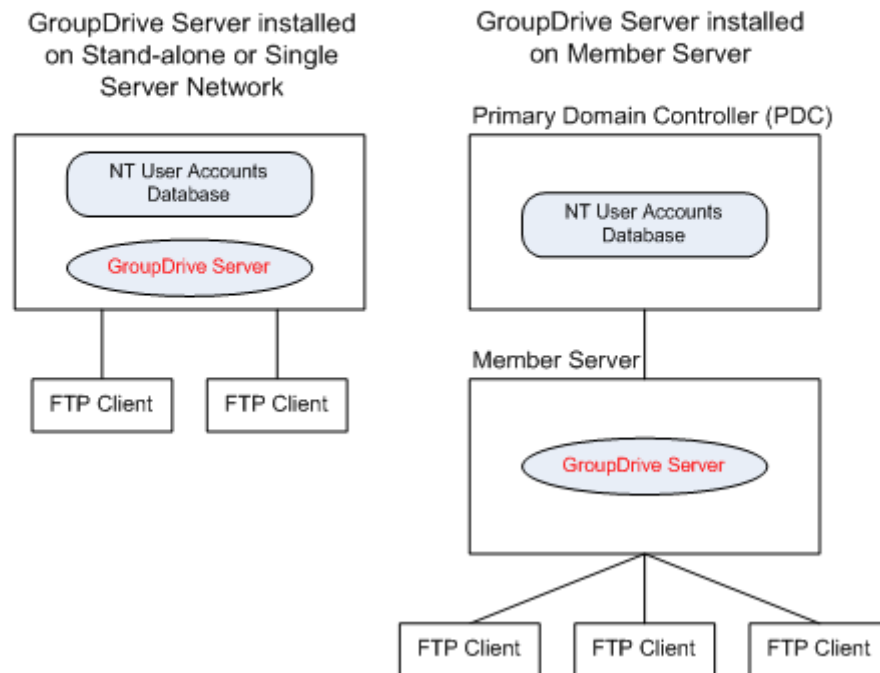 GroupDrive Server installed
on Stand-alone or Single
Server Network
NT User Accounts
Database
GroupDrive Server
FTP Client
FTP Client
GroupDrive Server installed
on Member Server
Primary Domain Controller (PDC)
NT User Accounts
Database
Member Server
GroupDrive Server
FTP Client
FTP Client
FTP Client